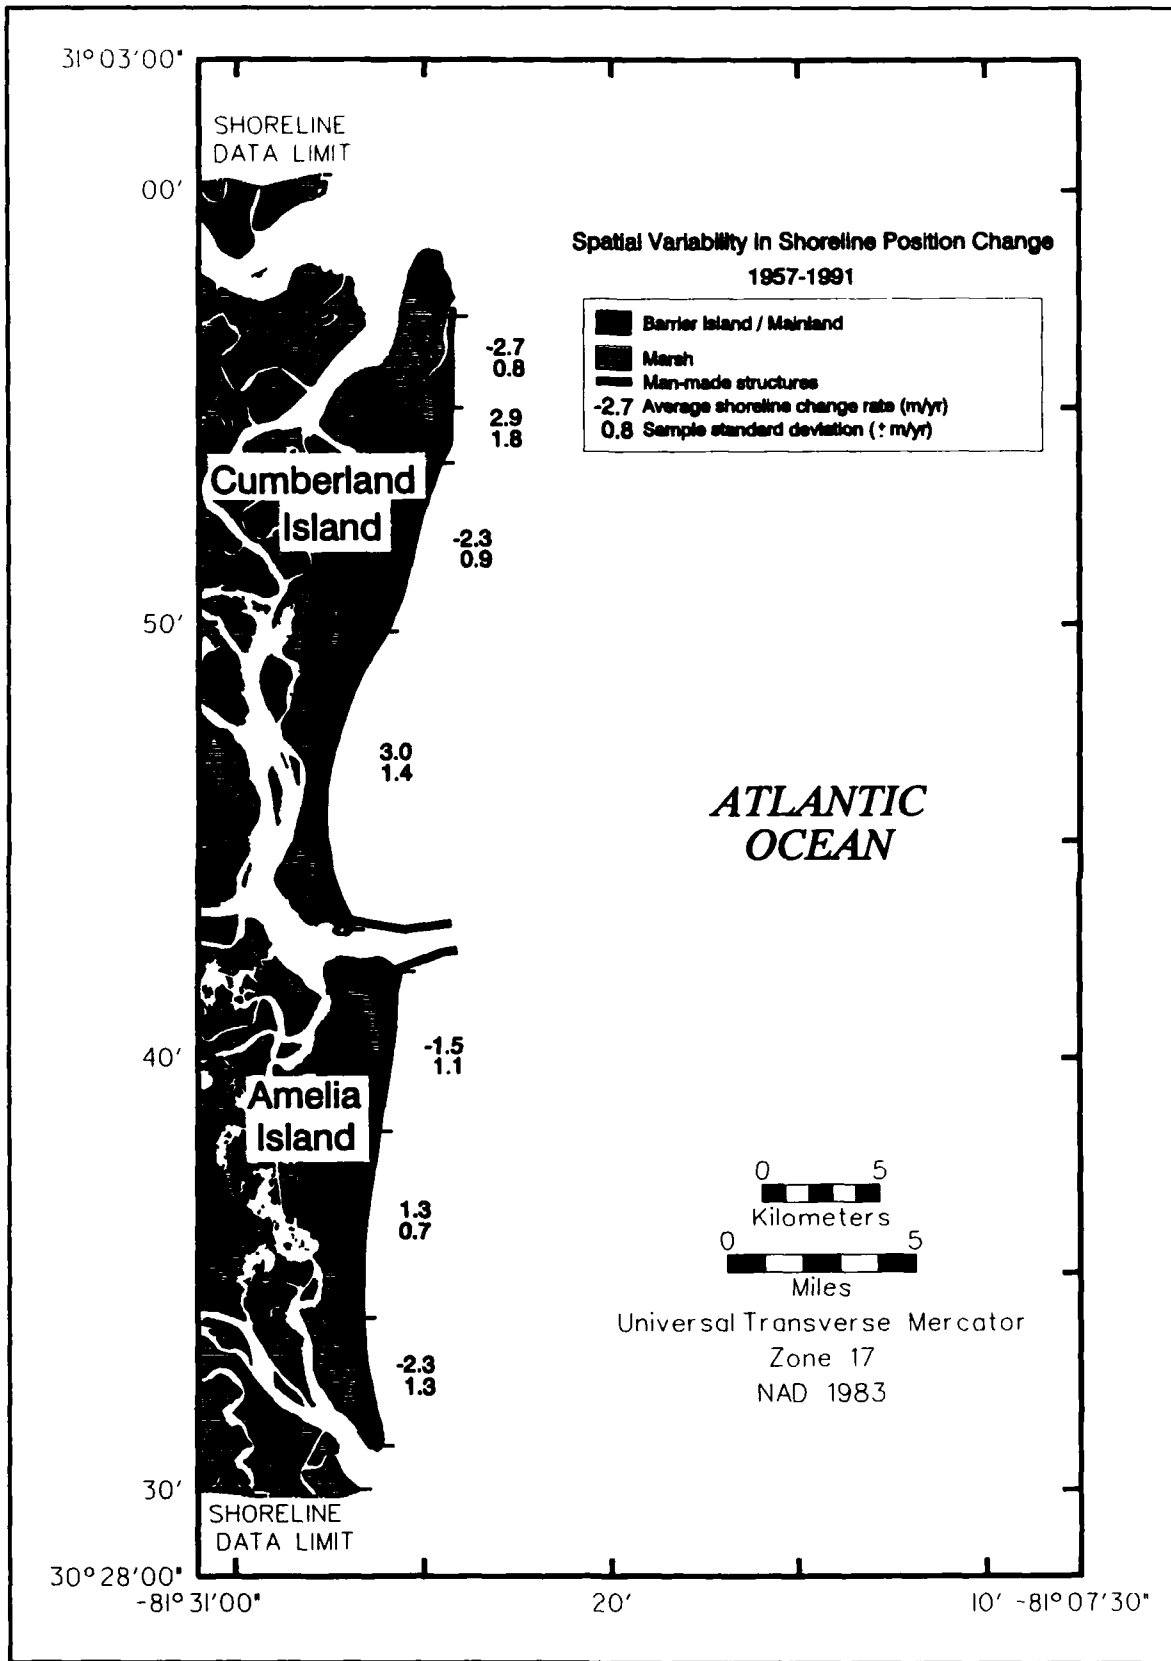 31°03'00"
SHORELINE
DATA LIMIT
00'
Spatial Variability in Shoreline Position Change
1957-1991
Barrier Island / Mainland
Marsh
Man-made structures
-2.7 Average shoreline change rate (m/yr)
0.8 Sample standard deviation (± m/yr)
-2.7
0.8
2.9
1.8
Cumberland
Island
-2.3
0.9
50'
3.0
1.4
ATLANTIC
OCEAN
40'
-1.5
1.1
Amelia
Island
0 5
Kilometers
1.3
0.7
0 5
Miles
Universal Transverse Mercator
Zone 17
NAD 1983
-2.3
1.3
30'
SHORELINE
DATA LIMIT
30°28'00"
-81°31'00" 20' 10' -81°07'30"